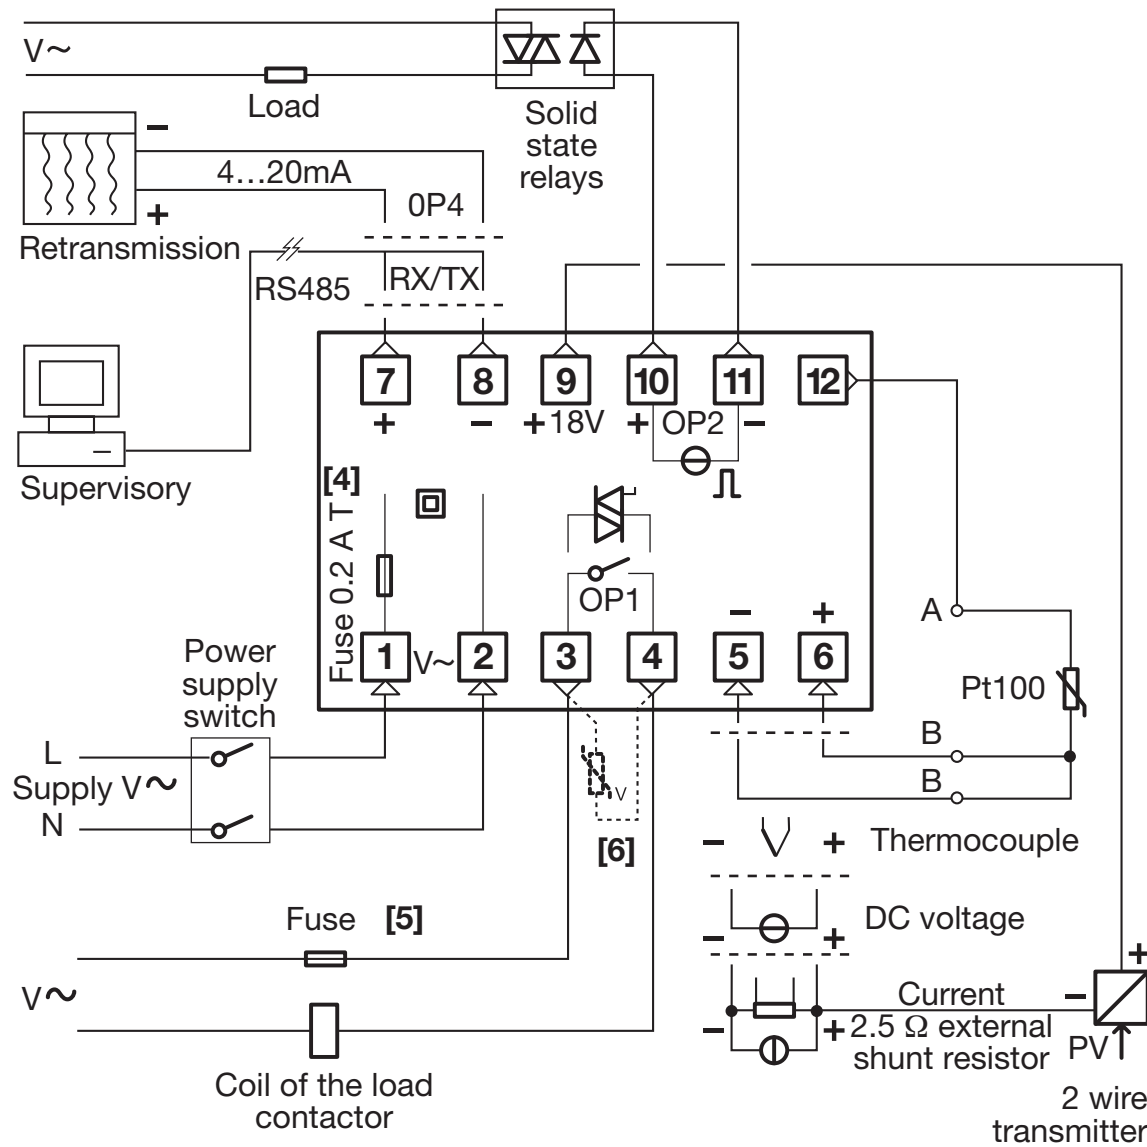 V~
Load
Solid
state
relays
–
4...20mA
+
Retransmission
0P4
RS485
RX/TX
Supervisory
7
8
9
10
11
12
+
–
+18V
+
OP2
–
[4]
Fuse 0.2 A T
OP1
–
+
1
V~
2
3
4
5
6
A
Pt100
B
B
Power
supply
switch
L
Supply V~
N
V
[6]
–
+
Thermocouple
Fuse [5]
DC voltage
–
+
V~
Current
–
+
2.5 Ω external
shunt resistor
+
–
PV
2 wire
transmitter
Coil of the load
contactor